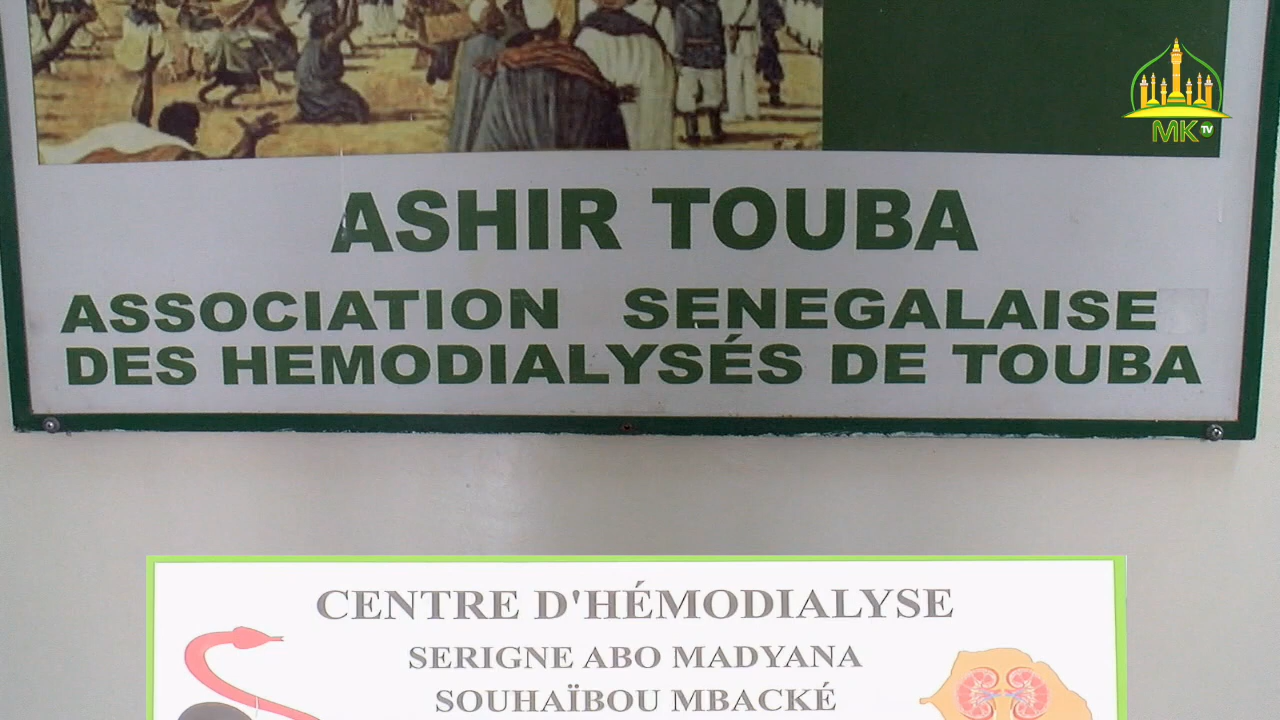 MK TV
ASHIR TOUBA
ASSOCIATION SENEGALAISE
DES HEMODIALYSÉS DE TOUBA
CENTRE D'HÉMODIALYSE
SERIGNE ABO MADYANA
SOUHAÏBOU MBACKÉ